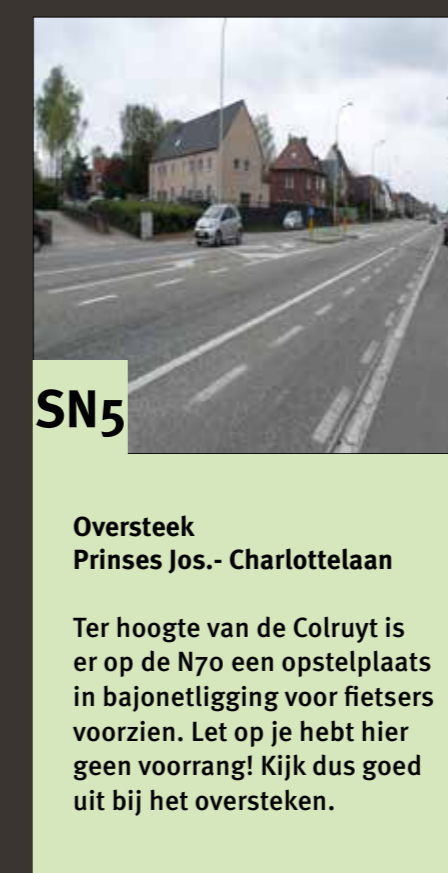 SN5
Oversteek
Prinses Jos.- Charlottelaan
Ter hoogte van de Colruyt is
er op de N70 een opstelplaats
in bajonetligging voor fietsers
voorzien. Let op je hebt hier
geen voorrang! Kijk dus goed
uit bij het oversteken.